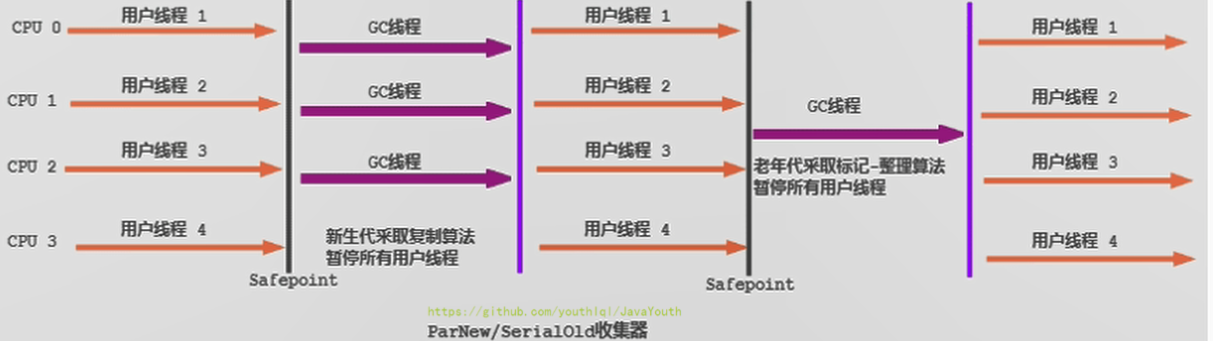 CPU 0
用户线程 1
GC线程
用户线程 1
用户线程 1
CPU 1
用户线程 2
GC线程
用户线程 2
GC线程
用户线程 2
CPU 2
用户线程 3
GC线程
用户线程 3
老年代采取标记-整理算法
暂停所有用户线程
用户线程 3
CPU 3
用户线程 4
新生代采取复制算法
暂停所有用户线程
用户线程 4
用户线程 4
Safepoint
Safepoint
https://github.com/youthlql/JavaYouth
ParNew/SerialOld收集器